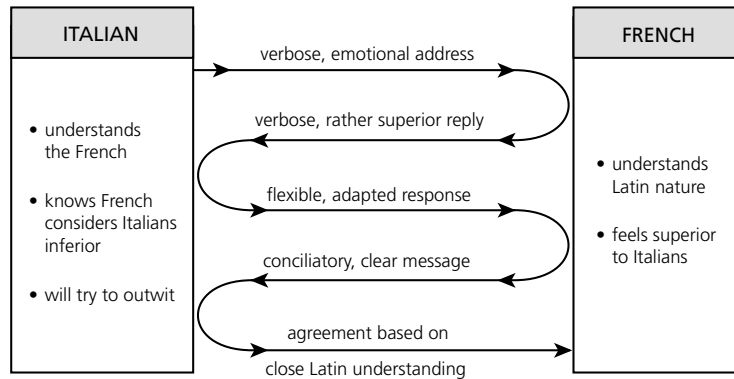 ITALIAN
• understands
the French
• knows French
considers Italians
inferior
• will try to outwit
verbose, emotional address
verbose, rather superior reply
flexible, adapted response
conciliatory, clear message
agreement based on
close Latin understanding
FRENCH
• understands
Latin nature
• feels superior
to Italians